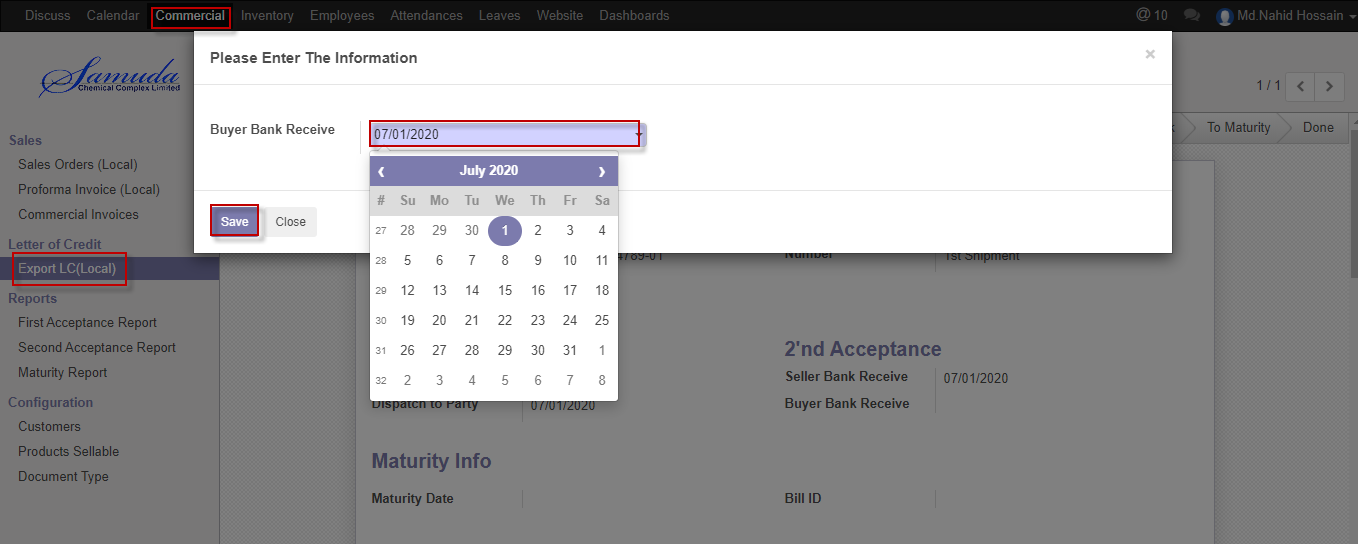 Discuss Calendar Commercial Inventory Employees Attendances Leaves Website Dashboards @ 10 Md.Nahid Hossain
Please Enter The Information ×
Samuda
Chemical Complex Limited
1 / 1
Buyer Bank Receive 07/01/2020
To Maturity Done
Sales
Sales Orders (Local)
Proforma Invoice (Local)
Commercial Invoices
Letter of Credit
Export LC(Local)
Reports
First Acceptance Report
Second Acceptance Report
Maturity Report
Configuration
Customers
Products Sellable
Document Type
July 2020
# Su Mo Tu We Th Fr Sa
27 28 29 30 1 2 3 4
28 5 6 7 8 9 10 11
29 12 13 14 15 16 17 18
30 19 20 21 22 23 24 25
31 26 27 28 29 30 31 1
32 2 3 4 5 6 7 8
Save Close
4789-01 Number 1st Shipment
2'nd Acceptance
Seller Bank Receive 07/01/2020
Buyer Bank Receive
Dispatch to Party 07/01/2020
Maturity Info
Maturity Date Bill ID